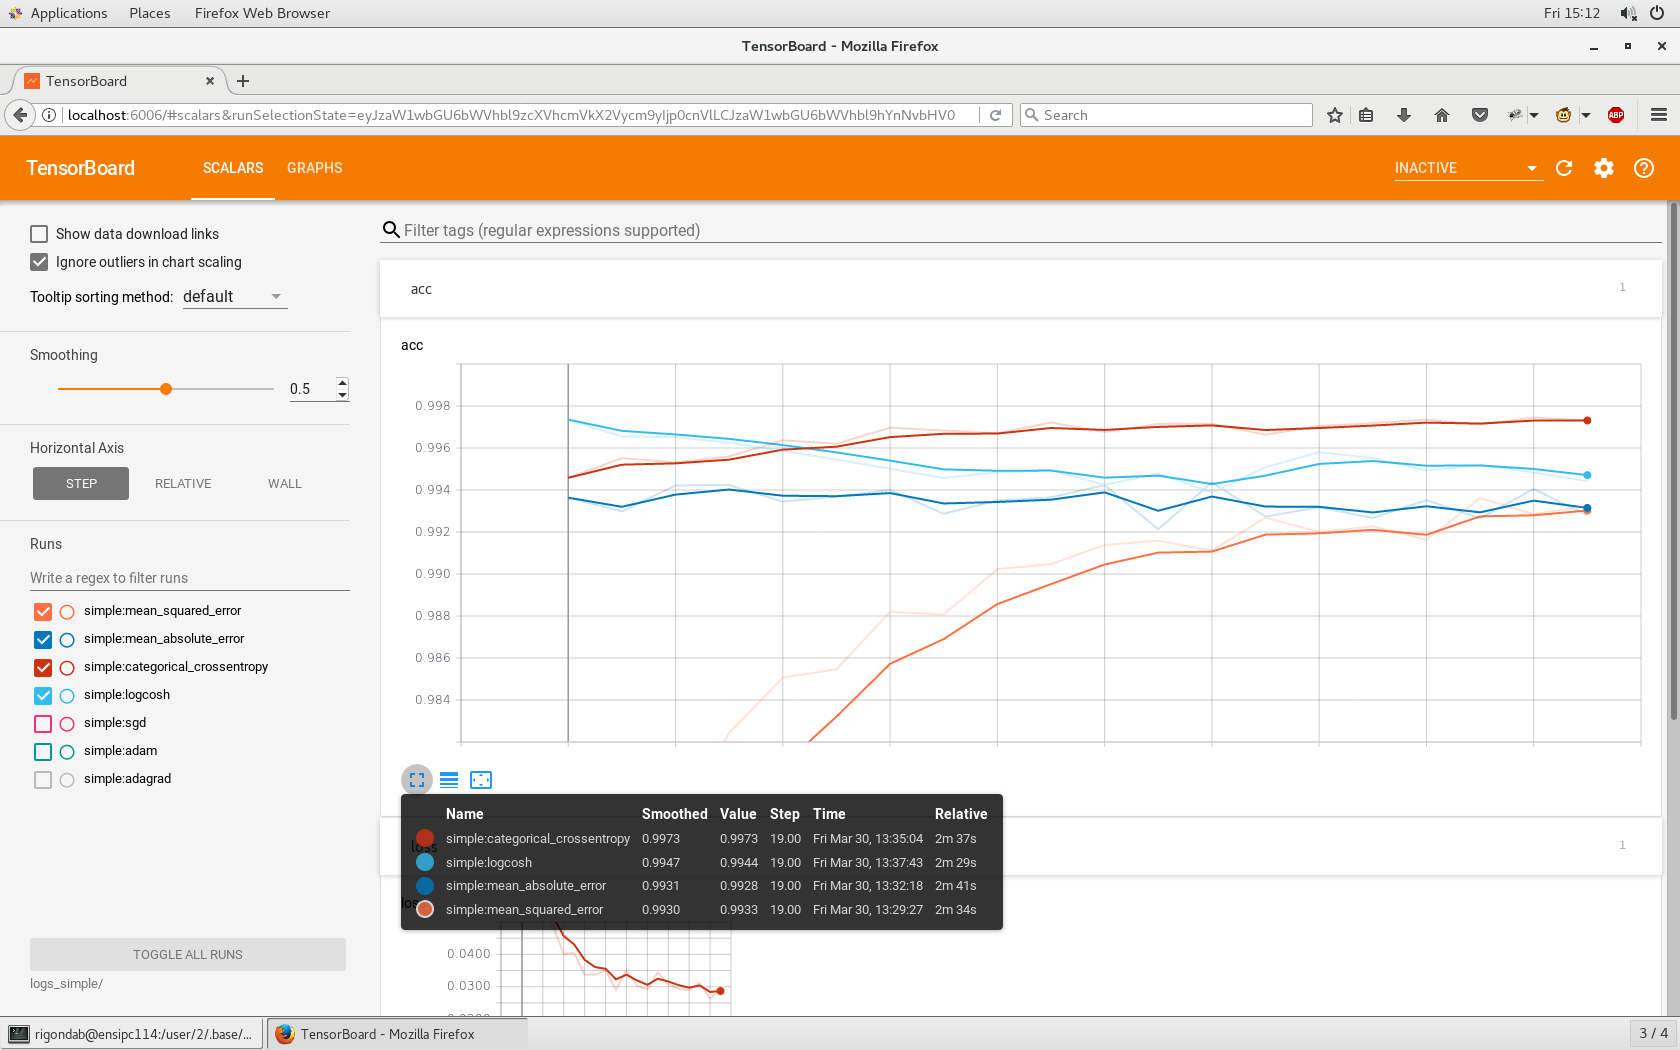 Applications Places Firefox Web Browser Fri 15:12
TensorBoard - Mozilla Firefox
TensorBoard
localhost:6006/#scalars&runSelectionState=eyJzaW1wbGU6bWVhbl9zcXVhcmVkX2Vycm9yIjp0cnVlLCJzaW1wbGU6bWVhbl9hYnNvbHV0 Search
ABP
TensorBoard SCALARS GRAPHS INACTIVE
Show data download links
Ignore outliers in chart scaling
Tooltip sorting method: default
Smoothing
0.5
Horizontal Axis
STEP RELATIVE WALL
Runs
Write a regex to filter runs
simple:mean_squared_error
simple:mean_absolute_error
simple:categorical_crossentropy
simple:logcosh
simple:sgd
simple:adam
simple:adagrad
TOGGLE ALL RUNS
logs_simple/
Filter tags (regular expressions supported)
acc 1
acc
0.998
0.996
0.994
0.992
0.990
0.988
0.986
0.984
Name Smoothed Value Step Time Relative
simple:categorical_crossentropy 0.9973 0.9973 19.00 Fri Mar 30, 13:35:04 2m 37s
simple:logcosh 0.9947 0.9944 19.00 Fri Mar 30, 13:37:43 2m 29s
simple:mean_absolute_error 0.9931 0.9928 19.00 Fri Mar 30, 13:32:18 2m 41s
simple:mean_squared_error 0.9930 0.9933 19.00 Fri Mar 30, 13:29:27 2m 34s
loss 1
0.0400
0.0300
rigondab@ensipc114:/user/2/.base/... TensorBoard - Mozilla Firefox 3 / 4